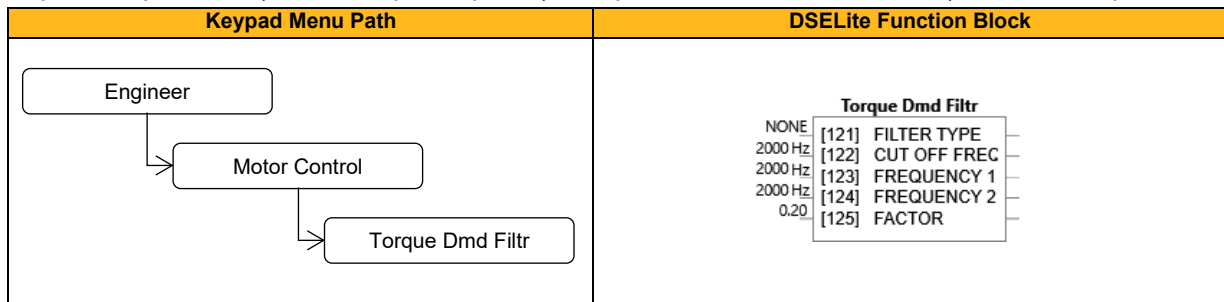 Keypad Menu Path
DSELite Function Block
Engineer
Motor Control
Torque Dmd Filtr
Torque Dmd Filtr
NONE [121] FILTER TYPE
2000 Hz [122] CUT OFF FREQ
2000 Hz [123] FREQUENCY 1
2000 Hz [124] FREQUENCY 2
0.20 [125] FACTOR